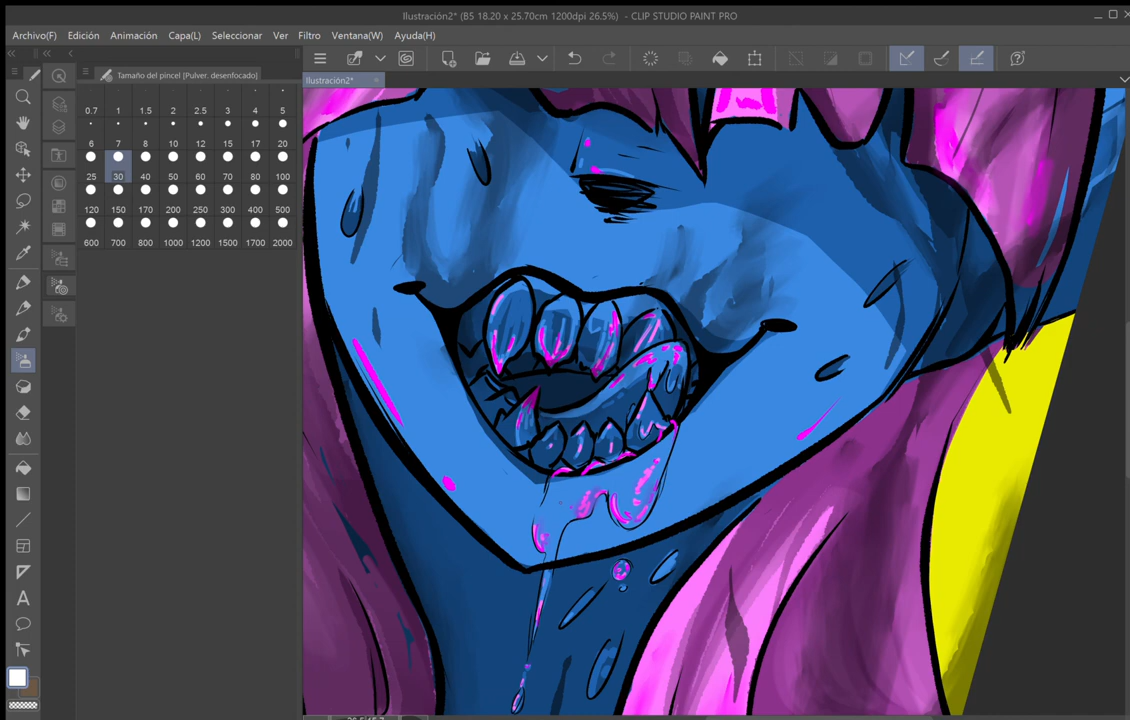 Ilustración2* (B5 18.20 x 25.70cm 1200dpi 26.5%) - CLIP STUDIO PAINT PRO
Archivo(F) Edición Animación Capa(L) Seleccionar Ver Filtro Ventana(W) Ayuda(H)
Tamaño del pincel [Pulver. desenfocado]
Ilustración2*
0.7 1 1.5 2 2.5 3 4 5
6 7 8 10 12 15 17 20
25 30 40 50 60 70 80 100
120 150 170 200 250 300 400 500
600 700 800 1000 1200 1500 1700 2000